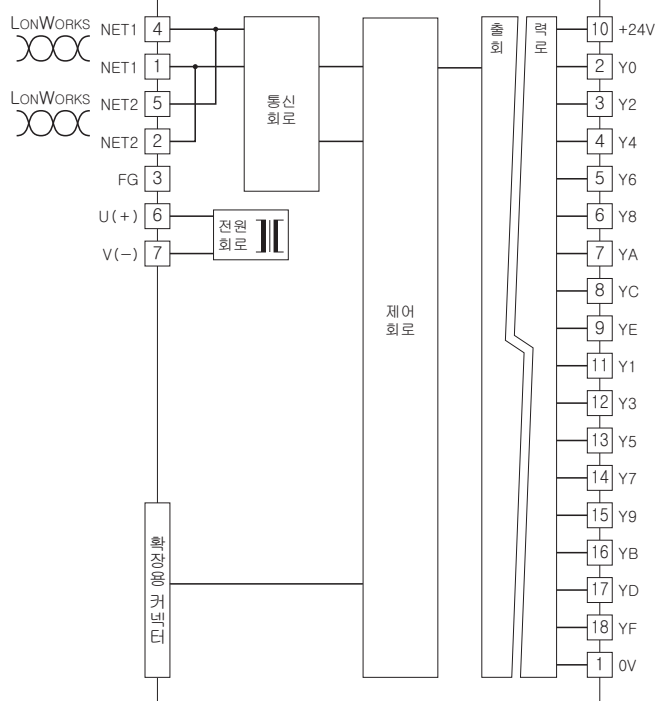 LONWORKS
NET1 4
NET1 1
LONWORKS
NET2 5
NET2 2
FG 3
U(+) 6
V(−) 7
통신
회로
전원
회로
제어
회로
확장용 커넥터
출 력
회 로
10 +24V
2 Y0
3 Y2
4 Y4
5 Y6
6 Y8
7 YA
8 YC
9 YE
11 Y1
12 Y3
13 Y5
14 Y7
15 Y9
16 YB
17 YD
18 YF
1 0V